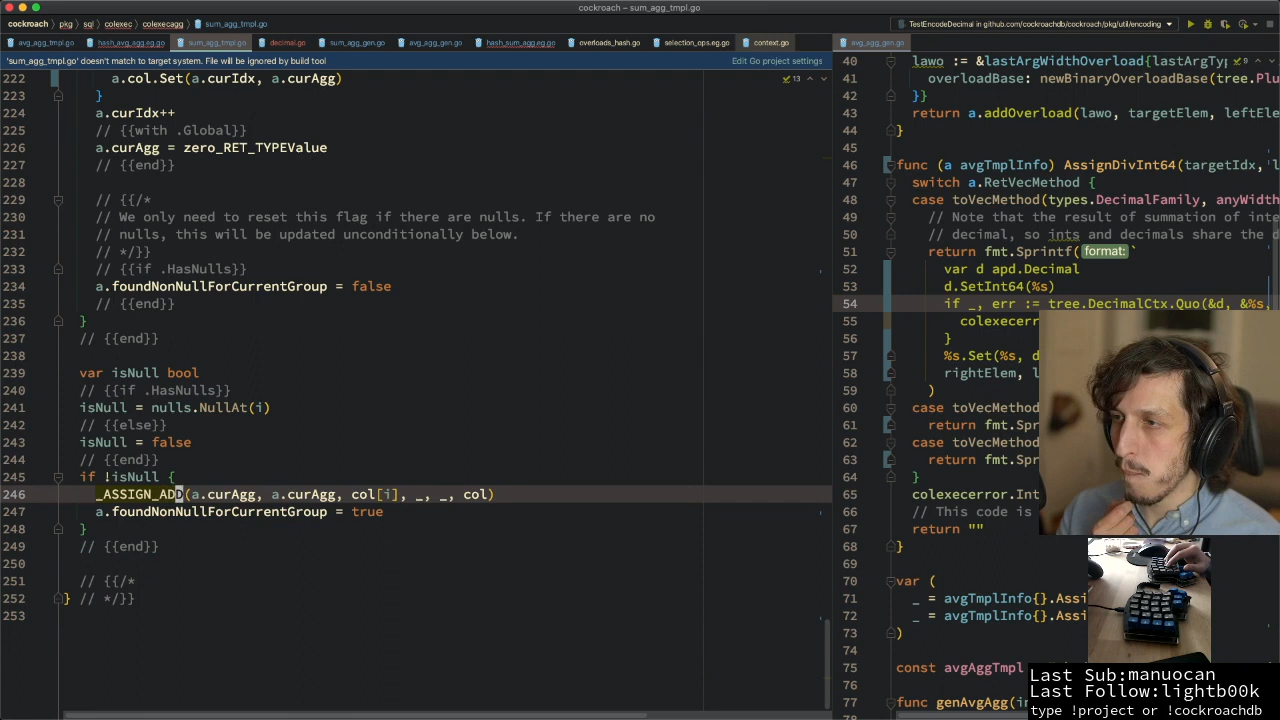 cockroach – sum_agg_tmpl.go
cockroach
pkg
sql
colexec
colexecagg
sum_agg_tmpl.go
TestEncodeDecimal in github.com/cockroachdb/cockroach/pkg/util/encoding
avg_agg_tmpl.go
hash_avg_agg.eg.go
sum_agg_tmpl.go
decimal.go
sum_agg_gen.go
avg_agg_gen.go
hash_sum_agg.eg.go
overloads_hash.go
selection_ops.eg.go
context.go
avg_agg_gen.go
'sum_agg_tmpl.go' doesn't match to target system. File will be ignored by build tool
Edit Go project settings
13
222 a.col.Set(a.curIdx, a.curAgg)
223 }
224 a.curIdx++
225 // {{with .Global}}
226 a.curAgg = zero_RET_TYPEValue
227 // {{end}}
228
229 // {{/*
230 // We only need to reset this flag if there are nulls. If there are no
231 // nulls, this will be updated unconditionally below.
232 // */}}
233 // {{if .HasNulls}}
234 a.foundNonNullForCurrentGroup = false
235 // {{end}}
236 }
237 // {{end}}
238
239 var isNull bool
240 // {{if .HasNulls}}
241 isNull = nulls.NullAt(i)
242 // {{else}}
243 isNull = false
244 // {{end}}
245 if !isNull {
246 _ASSIGN_ADD(a.curAgg, a.curAgg, col[i], _, _, col)
247 a.foundNonNullForCurrentGroup = true
248 }
249 // {{end}}
250
251 // {{/*
252 } // */}}
253
40 lawo := &lastArgWidthOverload{lastArgTy
9
41 overloadBase: newBinaryOverloadBase(tree.Plu
42 }}
43 return a.addOverload(lawo, targetElem, leftEle
44 }
45
46 func (a avgTmplInfo) AssignDivInt64(targetIdx, l
47 switch a.RetVecMethod {
48 case toVecMethod(types.DecimalFamily, anyWidth
49 // Note that the result of summation of inte
50 // decimal, so ints and decimals share the d
51 return fmt.Sprintf( format: `
52 var d apd.Decimal
53 d.SetInt64(%s)
54 if _, err := tree.DecimalCtx.Quo(&d, &%s,
55 colexecerr
56 }
57 %s.Set(%s, d
58 rightElem, l
59 )
60 case toVecMethod
61 return fmt.Spr
62 case toVecMethod
63 return fmt.Spr
64 }
65 colexecerror.Int
66 // This code is
67 return ""
68 }
69
70 var (
71 _ = avgTmplInfo{}.Assi
72 _ = avgTmplInfo{}.Assi
73 )
74
75 const avgAggTmpl
76
77 func genAvgAgg(in
Last Sub:manuocan
Last Follow:lightb00k
type !project or !cockroachdb